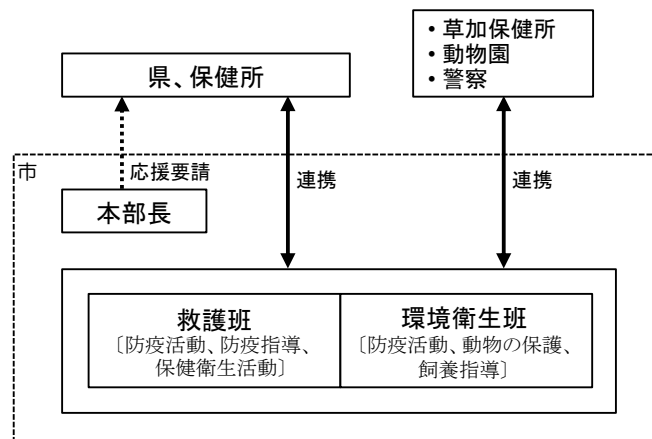 県、保健所
・草加保健所
・動物園
・警察
市
応援要請
連携
連携
本部長
救護班
〔防疫活動、防疫指導、
保健衛生活動〕
環境衛生班
〔防疫活動、動物の保護、
飼養指導〕